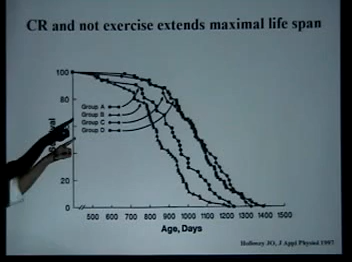 CR and not exercise extends maximal life span
100
80
Group A
Group B
Group C
Group D
20
0
500 600 700 800 900 1000 1100 1200 1300 1400 1500
Age, Days
Holloszy JO, J Appl Physiol 1997